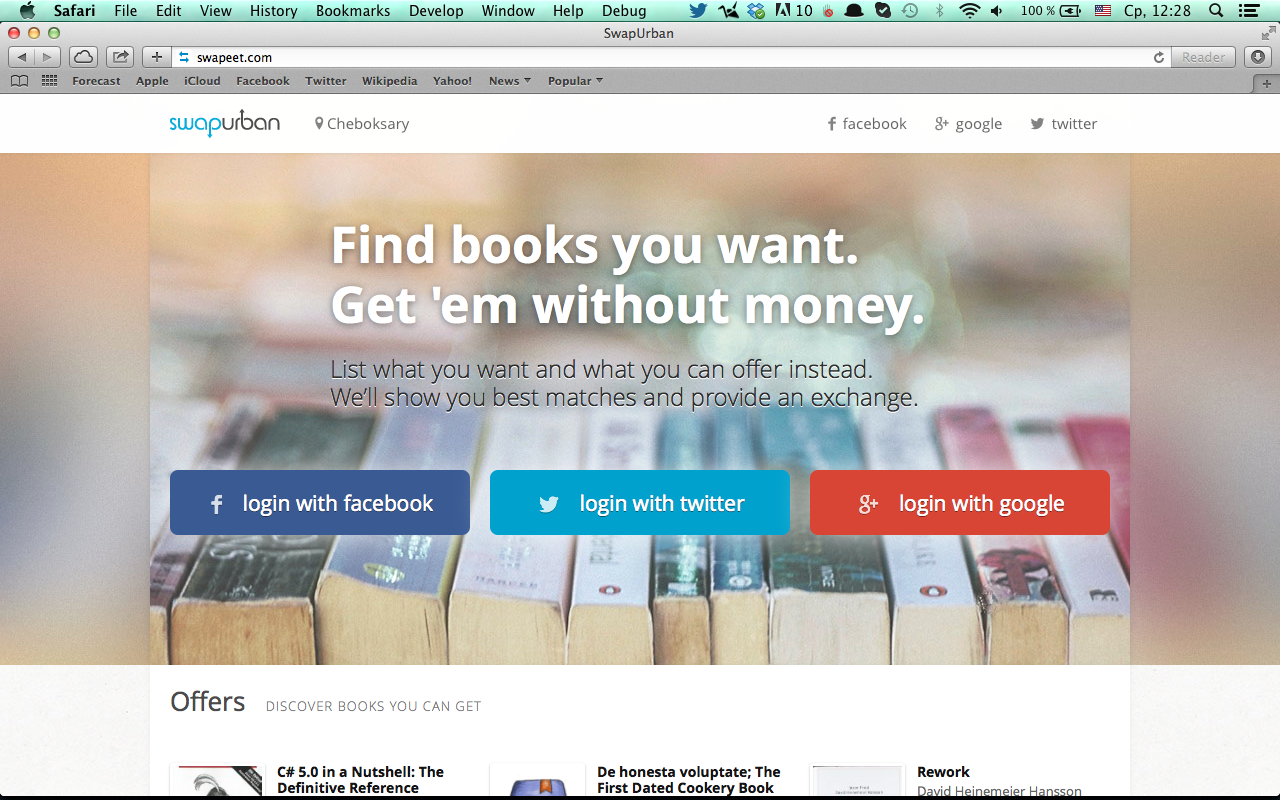 Safari File Edit View History Bookmarks Develop Window Help Debug 10 100 % Ср, 12:28
SwapUrban
swapeet.com Reader
Forecast Apple iCloud Facebook Twitter Wikipedia Yahoo! News Popular
swapurban Cheboksary facebook google twitter
Find books you want.
Get 'em without money.
List what you want and what you can offer instead.
We’ll show you best matches and provide an exchange.
login with facebook login with twitter login with google
Offers DISCOVER BOOKS YOU CAN GET
C# 5.0 in a Nutshell: The
Definitive Reference
De honesta voluptate; The
First Dated Cookery Book
Rework
David Heinemeier Hansson